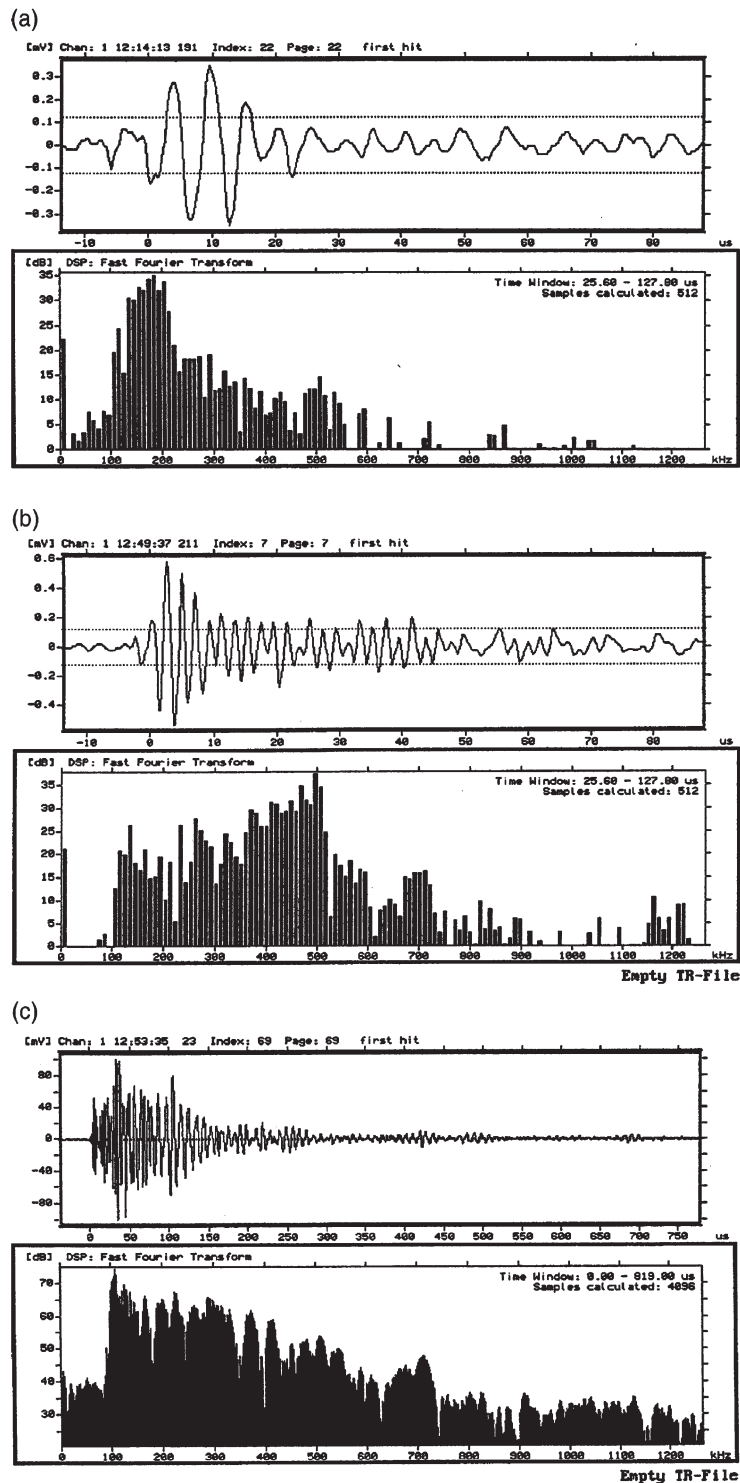 (a)
[mV] Chan: 1 12:14:13 191 Index: 22 Page: 22 first hit
0.3
0.2
0.1
0
-0.1
-0.2
-0.3
-10 0 10 20 30 40 50 60 70 80 us
[dB] DSP: Fast Fourier Transform
Time Window: 25.60 - 127.80 us
Samples calculated: 512
35
30
25
20
15
10
5
0
0 100 200 300 400 500 600 700 800 900 1000 1100 1200 kHz
(b)
[mV] Chan: 1 12:49:37 211 Index: 7 Page: 7 first hit
0.6
0.4
0.2
0
-0.2
-0.4
-10 0 10 20 30 40 50 60 70 80 us
[dB] DSP: Fast Fourier Transform
Time Window: 25.60 - 127.80 us
Samples calculated: 512
35
30
25
20
15
10
5
0
0 100 200 300 400 500 600 700 800 900 1000 1100 1200 kHz
Empty TR-File
(c)
[mV] Chan: 1 12:53:35 23 Index: 69 Page: 69 first hit
80
40
0
-40
-80
0 50 100 150 200 250 300 350 400 450 500 550 600 650 700 750 us
[dB] DSP: Fast Fourier Transform
Time Window: 0.00 - 819.00 us
Samples calculated: 4096
70
60
50
40
30
0 100 200 300 400 500 600 700 800 900 1000 1100 1200 kHz
Empty TR-File